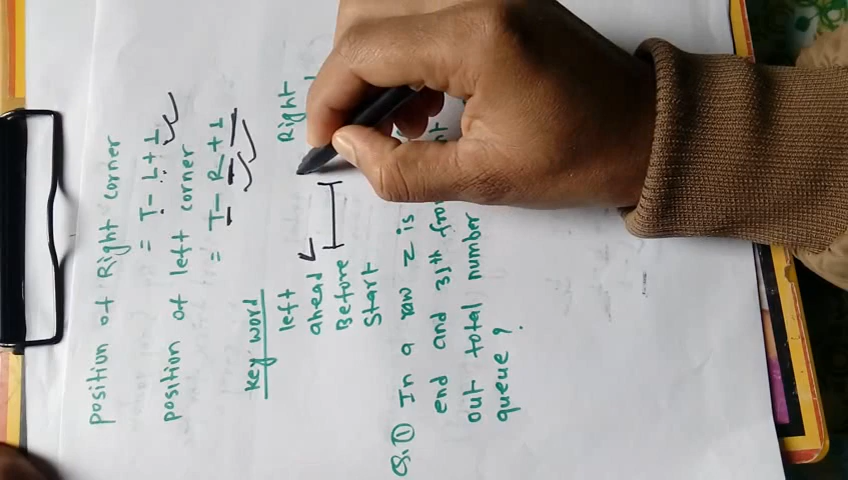 position of Right corner
= T - L + 1
position of left corner
= T - R + 1
key word
left Right
ahead
Before
Start
Q.① In a raw z is
end and 31th from
out total number
queue ?